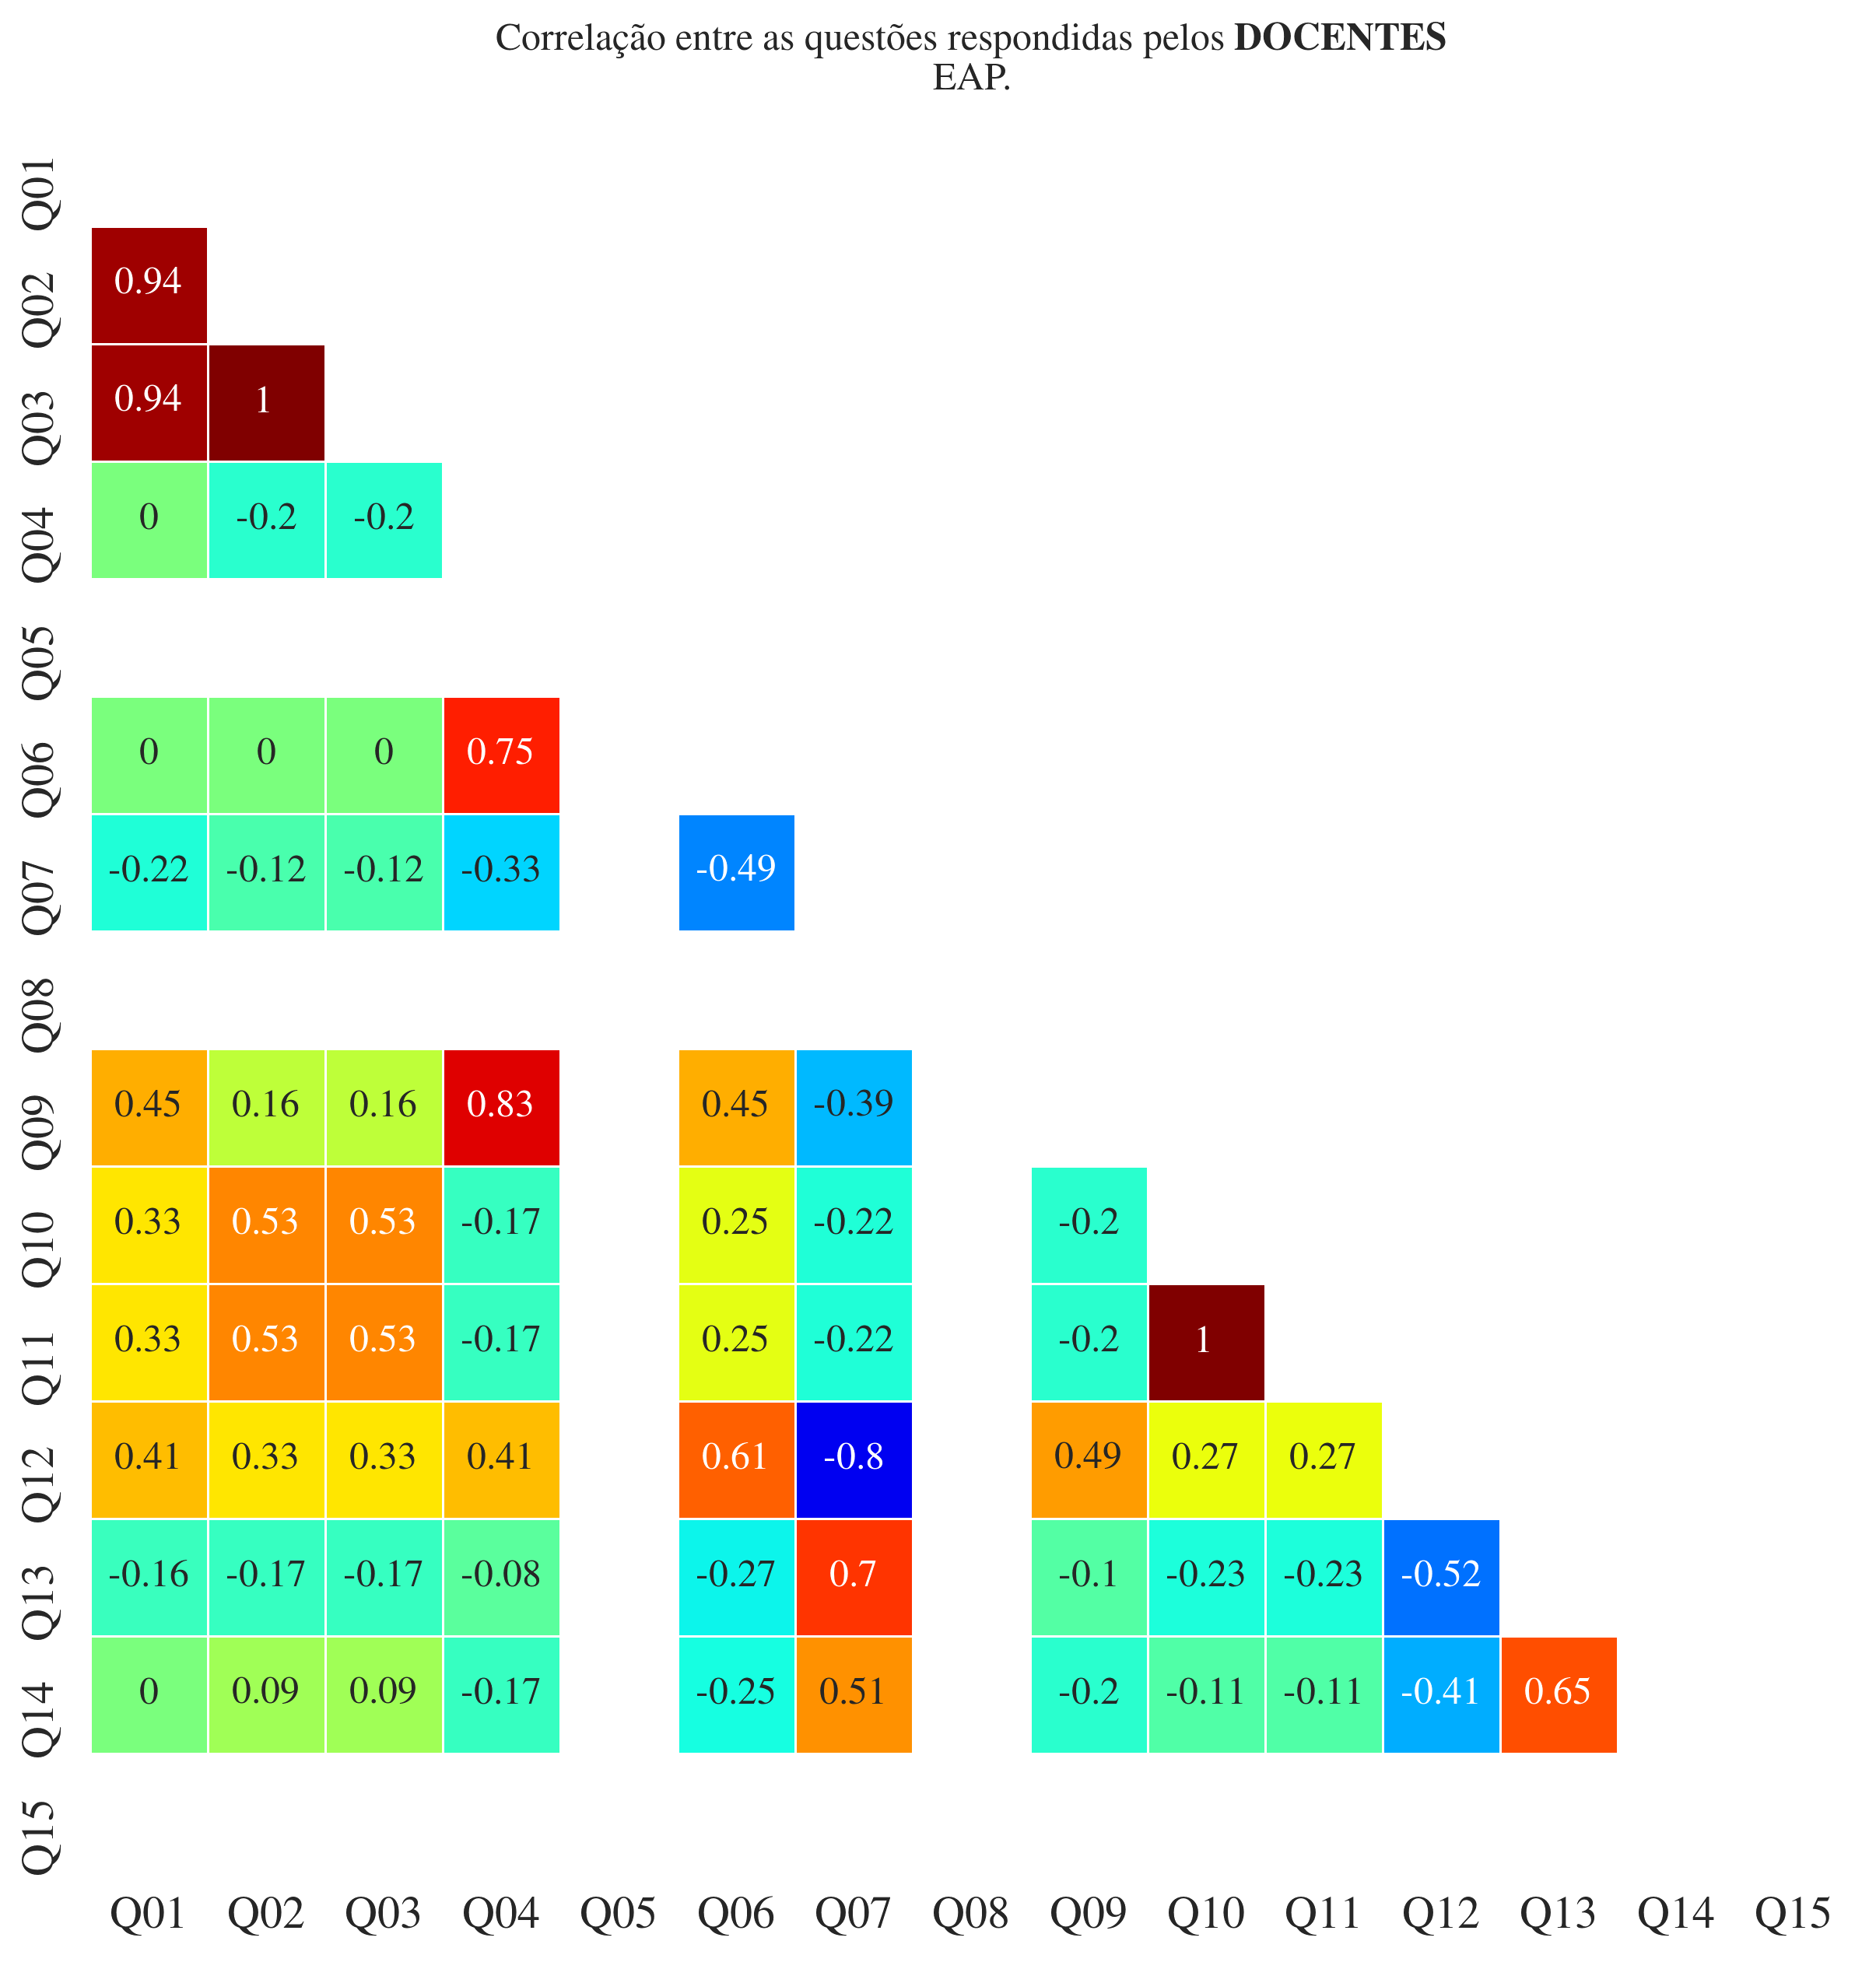 Correlação entre as questões respondidas pelos DOCENTES
EAP.
Q01
Q02 0.94
Q03 0.94 1
Q04 0 -0.2 -0.2
Q05
Q06 0 0 0 0.75
Q07 -0.22 -0.12 -0.12 -0.33 -0.49
Q08
Q09 0.45 0.16 0.16 0.83 0.45 -0.39
Q10 0.33 0.53 0.53 -0.17 0.25 -0.22 -0.2
Q11 0.33 0.53 0.53 -0.17 0.25 -0.22 -0.2 1
Q12 0.41 0.33 0.33 0.41 0.61 -0.8 0.49 0.27 0.27
Q13 -0.16 -0.17 -0.17 -0.08 -0.27 0.7 -0.1 -0.23 -0.23 -0.52
Q14 0 0.09 0.09 -0.17 -0.25 0.51 -0.2 -0.11 -0.11 -0.41 0.65
Q15
Q01 Q02 Q03 Q04 Q05 Q06 Q07 Q08 Q09 Q10 Q11 Q12 Q13 Q14 Q15